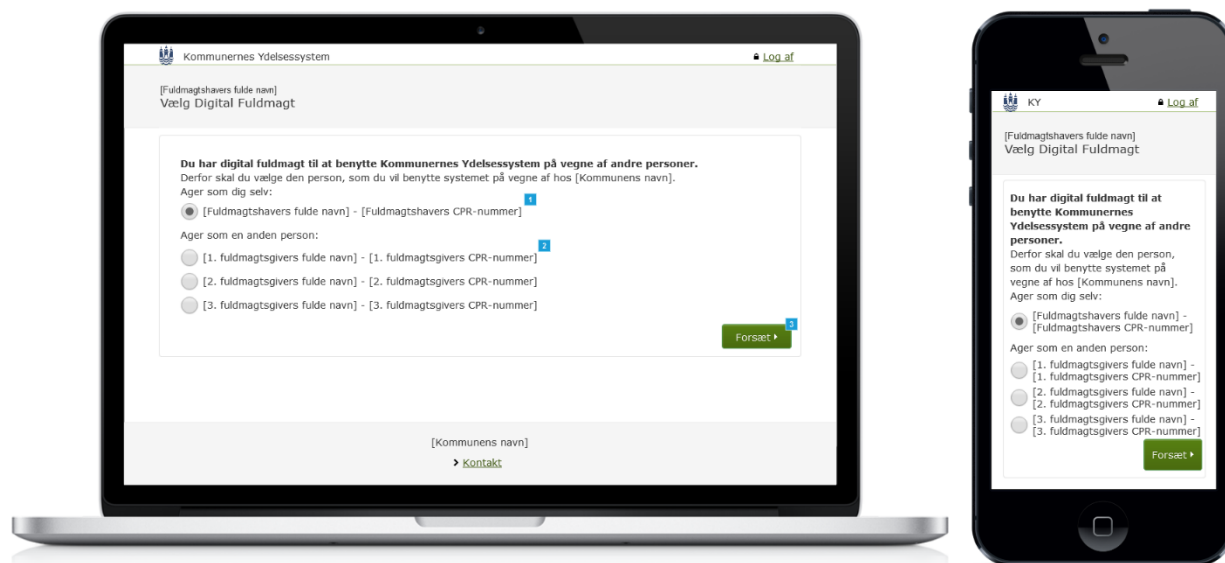 Kommunernes Ydelsessystem
Log af
[Fuldmagtshavers fulde navn]
Vælg Digital Fuldmagt
Du har digital fuldmagt til at benytte Kommunernes Ydelsessystem på vegne af andre personer.
Derfor skal du vælge den person, som du vil benytte systemet på vegne af hos [Kommunens navn].
Ager som dig selv:
1
[Fuldmagtshavers fulde navn] - [Fuldmagtshavers CPR-nummer]
Ager som en anden person:
2
[1. fuldmagtsgivers fulde navn] - [1. fuldmagtsgivers CPR-nummer]
[2. fuldmagtsgivers fulde navn] - [2. fuldmagtsgivers CPR-nummer]
[3. fuldmagtsgivers fulde navn] - [3. fuldmagtsgivers CPR-nummer]
3
Forsæt
[Kommunens navn]
Kontakt
KY
Log af
[Fuldmagtshavers fulde navn]
Vælg Digital Fuldmagt
Du har digital fuldmagt til at
benytte Kommunernes
Ydelsessystem på vegne af andre
personer.
Derfor skal du vælge den person,
som du vil benytte systemet på
vegne af hos [Kommunens navn].
Ager som dig selv:
[Fuldmagtshavers fulde navn] -
[Fuldmagtshavers CPR-nummer]
Ager som en anden person:
[1. fuldmagtsgivers fulde navn] -
[1. fuldmagtsgivers CPR-nummer]
[2. fuldmagtsgivers fulde navn] -
[2. fuldmagtsgivers CPR-nummer]
[3. fuldmagtsgivers fulde navn] -
[3. fuldmagtsgivers CPR-nummer]
Forsæt